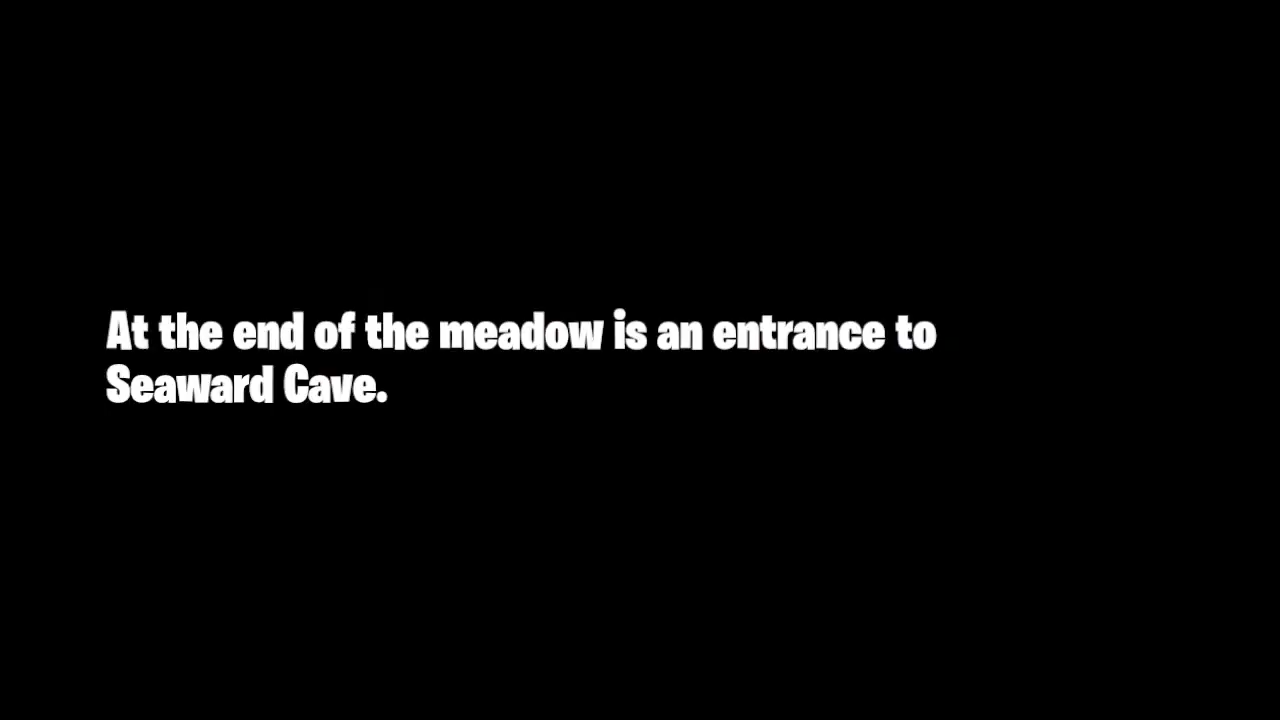 At the end of the meadow is an entrance to
Seaward Cave.